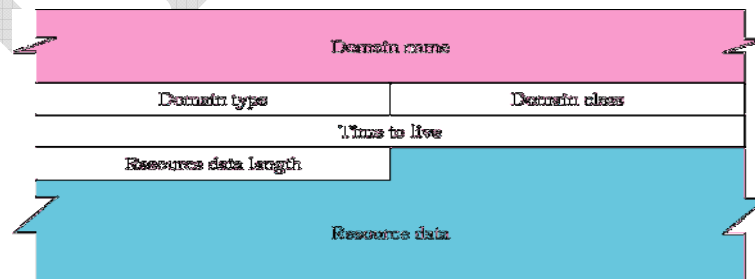 Domain name
Domain type Domain class
Time to live
Resource data length
Resource data